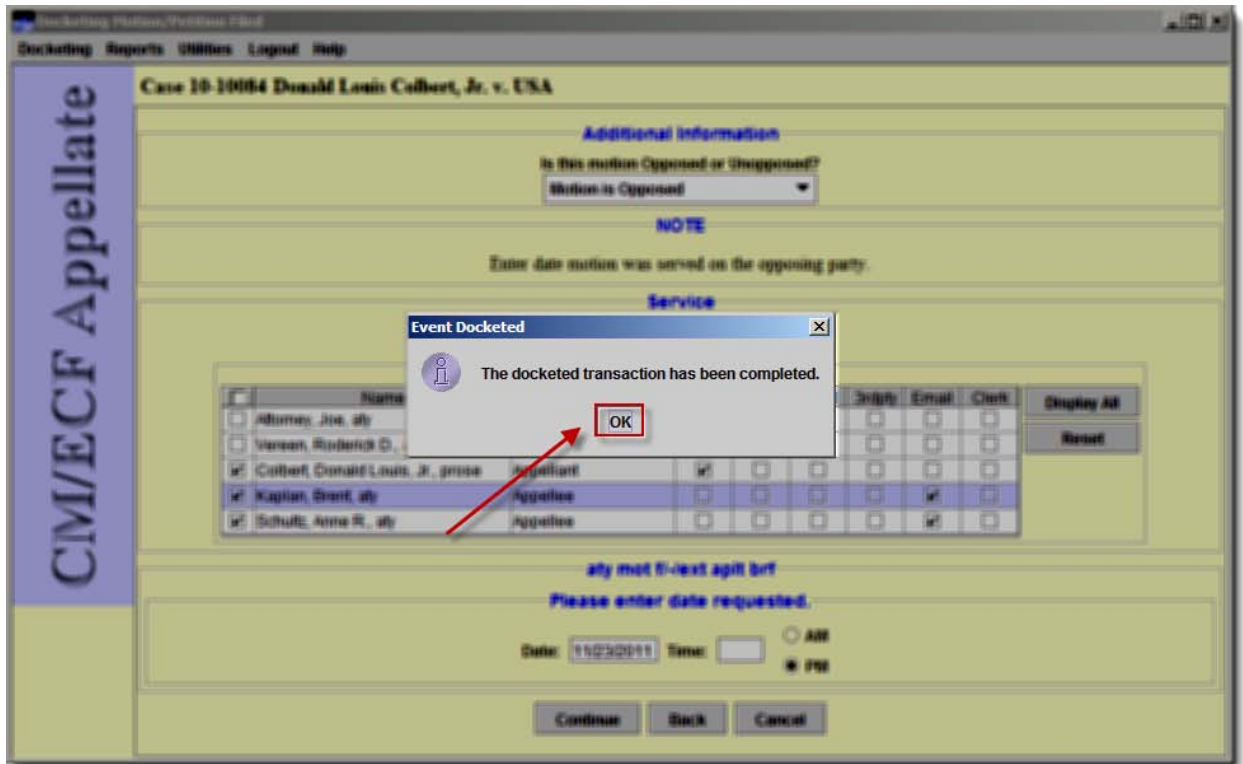 Docketing Motion/Petition Filed
Docketing Reports Utilities Logout Help
CM/ECF Appellate
Case 10-10084 Donald Louis Colbert, Jr. v. USA
Additional Information
Is this motion Opposed or Unopposed?
Motion is Opposed
NOTE
Enter date motion was served on the opposing party.
Service
Event Docketed
The docketed transaction has been completed.
OK
Name 3rdpty Email Clerk
Display All
Reset
Attorney, Joe, aty
Vereen, Roderick D.,
Colbert, Donald Louis, Jr., prose Appellant
Kaplan, Brent, aty Appellee
Schultz, Anne R., aty Appellee
aty mot f/-/ext aplt brf
Please enter date requested.
Date: 11/23/2011 Time: AM
PM
Continue Back Cancel